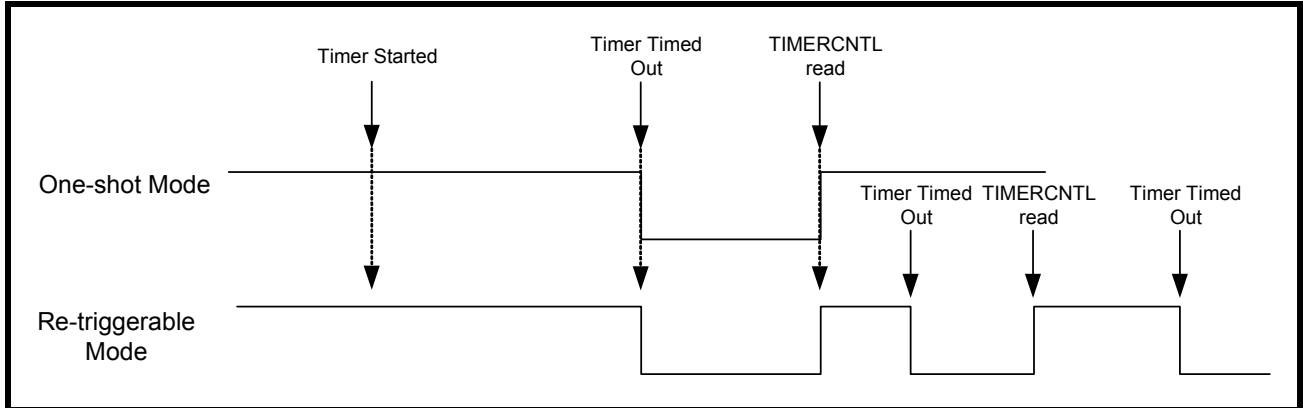 Timer Started
Timer Timed
Out
TIMERCNTL
read
One-shot Mode
Timer Timed
Out
TIMERCNTL
read
Timer Timed
Out
Re-triggerable
Mode